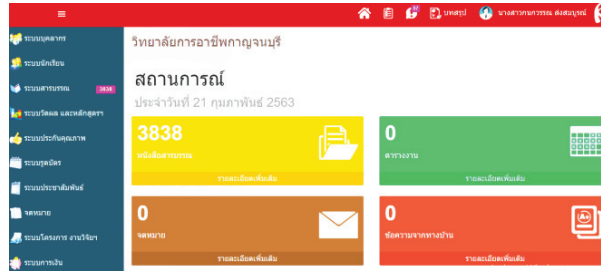 บทสรุป นางสาวกนกวรรณ ส่งสมบูรณ์
ระบบบุคลากร
ระบบนักเรียน
ระบบสารบรรณ 3838
ระบบวัดผล และหลักสูตรฯ
ระบบประกันคุณภาพ
ระบบธุดบัตร
ระบบประชาสัมพันธ์
จดหมาย
ระบบโครงการ งานวิจัยฯ
ระบบการเงิน
วิทยาลัยการอาชีพกาญจนบุรี
สถานการณ์
ประจำวันที่ 21 กุมภาพันธ์ 2563
3838
หนังสือสารบรรณ
รายละเอียดเพิ่มเติม
0
ตารางงาน
รายละเอียดเพิ่มเติม
0
จดหมาย
รายละเอียดเพิ่มเติม
0
ข้อความจากทางบ้าน
รายละเอียดเพิ่มเติม